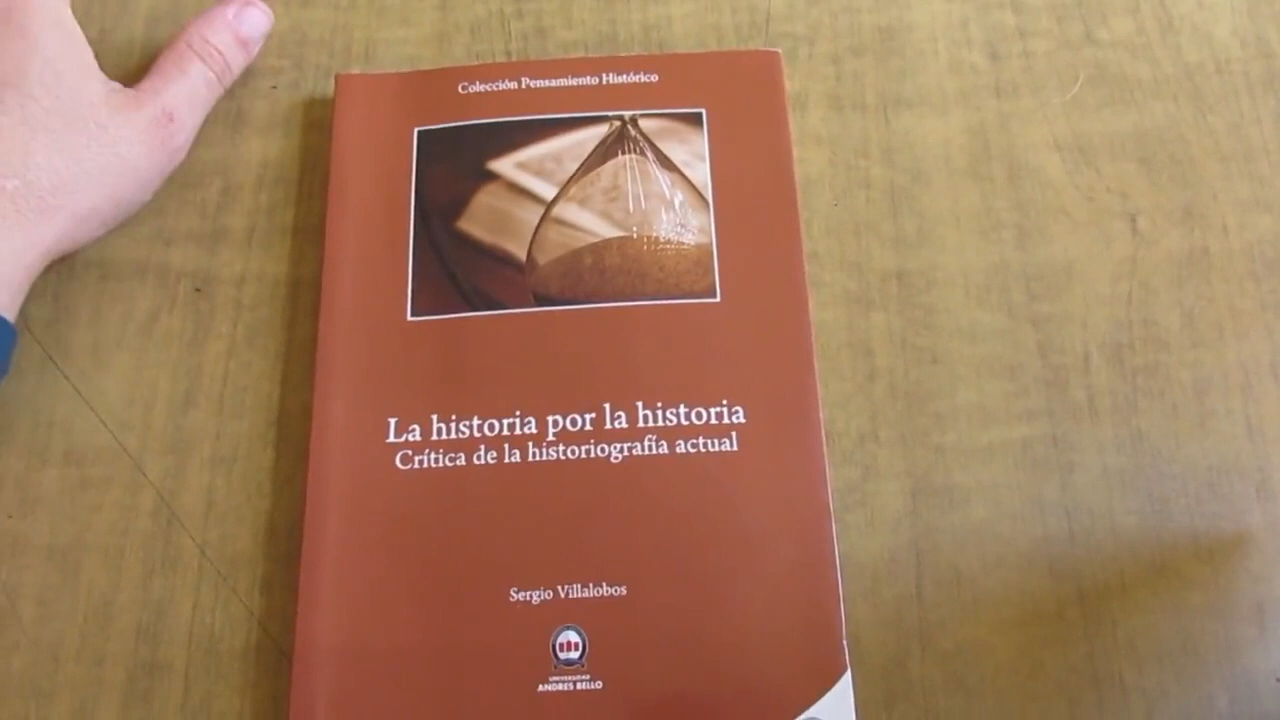 Colección Pensamiento Histórico
La historia por la historia
Crítica de la historiografía actual
Sergio Villalobos
UNIVERSIDAD
ANDRES BELLO